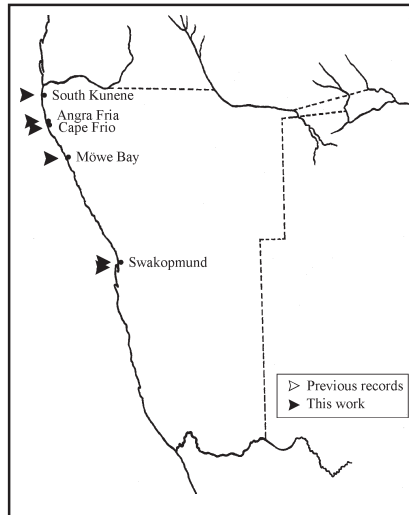 South Kunene
Angra Fria
Cape Frio
Möwe Bay
Swakopmund
Previous records
This work